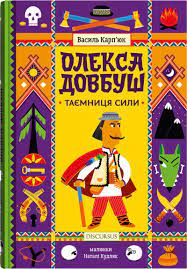 Василь Карп'юк
ОЛЕКСА
ДОВБУШ
ТАЄМНИЦЯ СИЛИ
DISCURSUS
малюнки
Наталі Кудляк